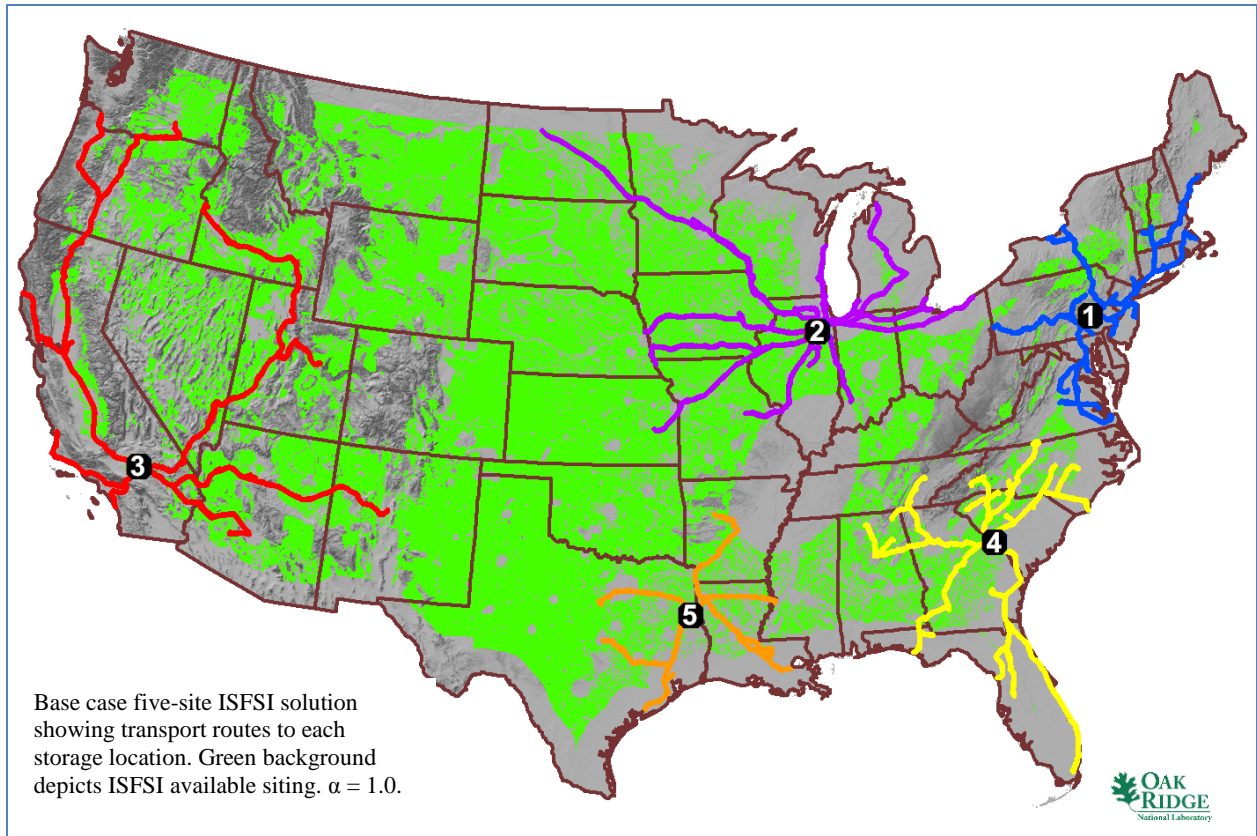 1
2
3
4
5
Base case five-site ISFSI solution
showing transport routes to each
storage location. Green background
depicts ISFSI available siting. α = 1.0.
OAK
RIDGE
National Laboratory